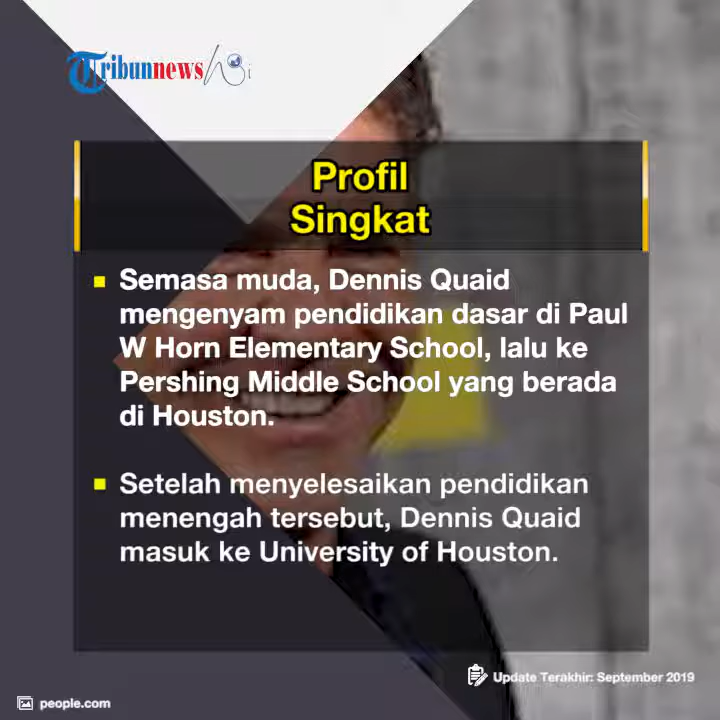 Tribunnews
Profil
Singkat
Semasa muda, Dennis Quaid
mengenyam pendidikan dasar di Paul
W Horn Elementary School, lalu ke
Pershing Middle School yang berada
di Houston.
Setelah menyelesaikan pendidikan
menengah tersebut, Dennis Quaid
masuk ke University of Houston.
Update Terakhir: September 2019
people.com